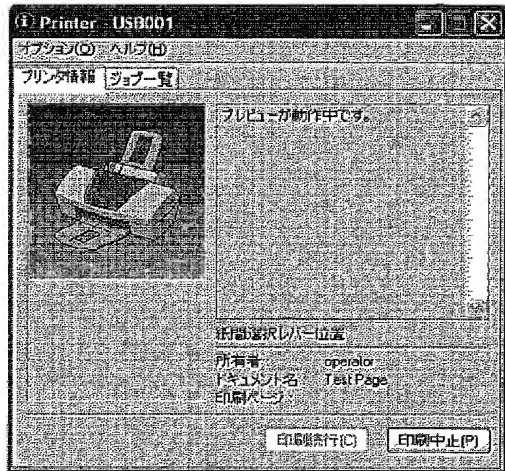 Printer - USB001
オプション(O) ヘルプ(H)
プリンタ情報 ジョブ一覧
プレビューが動作中です。
紙間選択レバー位置
所有者 operator
ドキュメント名 Test Page
印刷ページ
印刷続行(C) 印刷中止(P)